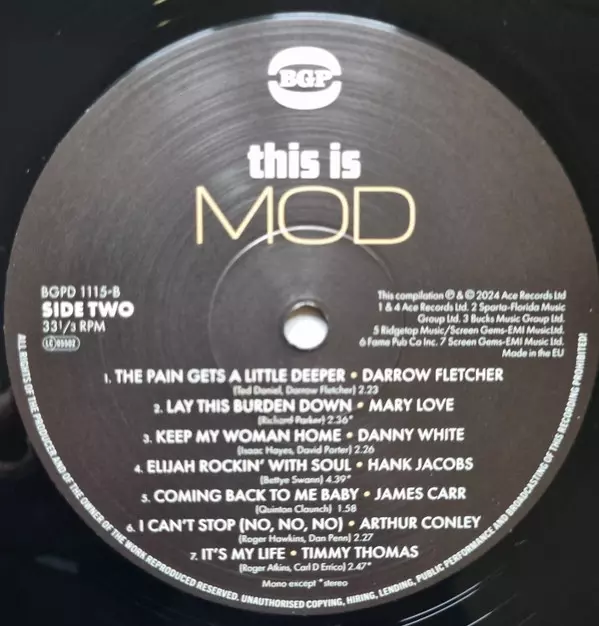 BGP
this is
MOD
BGPD 1115-B
SIDE TWO
33 1/3 RPM
LC 05002
This compilation ℗ & © 2024 Ace Records Ltd
1 & 4 Ace Records Ltd. 2 Sparta-Florida Music
Group Ltd. 3 Bucks Music Group Ltd.
5 Ridgetop Music/Screen Gems-EMI MusicLtd.
6 Fame Pub Co Inc. 7 Screen Gems-EMI Music Ltd.
Made in the EU
1. THE PAIN GETS A LITTLE DEEPER • DARROW FLETCHER
(Ted Daniel, Darrow Fletcher) 2.23
2. LAY THIS BURDEN DOWN • MARY LOVE
(Richard Parker) 2.36*
3. KEEP MY WOMAN HOME • DANNY WHITE
(Isaac Hayes, David Porter) 2.26
4. ELIJAH ROCKIN' WITH SOUL • HANK JACOBS
(Bettye Swann) 4.39*
5. COMING BACK TO ME BABY • JAMES CARR
(Quinton Claunch) 1.58
6. I CAN'T STOP (NO, NO, NO) • ARTHUR CONLEY
(Roger Hawkins, Dan Penn) 2.27
7. IT'S MY LIFE • TIMMY THOMAS
(Roger Atkins, Carl D Errico) 2.47*
Mono except *stereo
ALL RIGHTS OF THE PRODUCER AND OF THE OWNER OF THE WORK REPRODUCED RESERVED. UNAUTHORISED COPYING, HIRING, LENDING, PUBLIC PERFORMANCE AND BROADCASTING OF THIS RECORDING PROHIBITED!